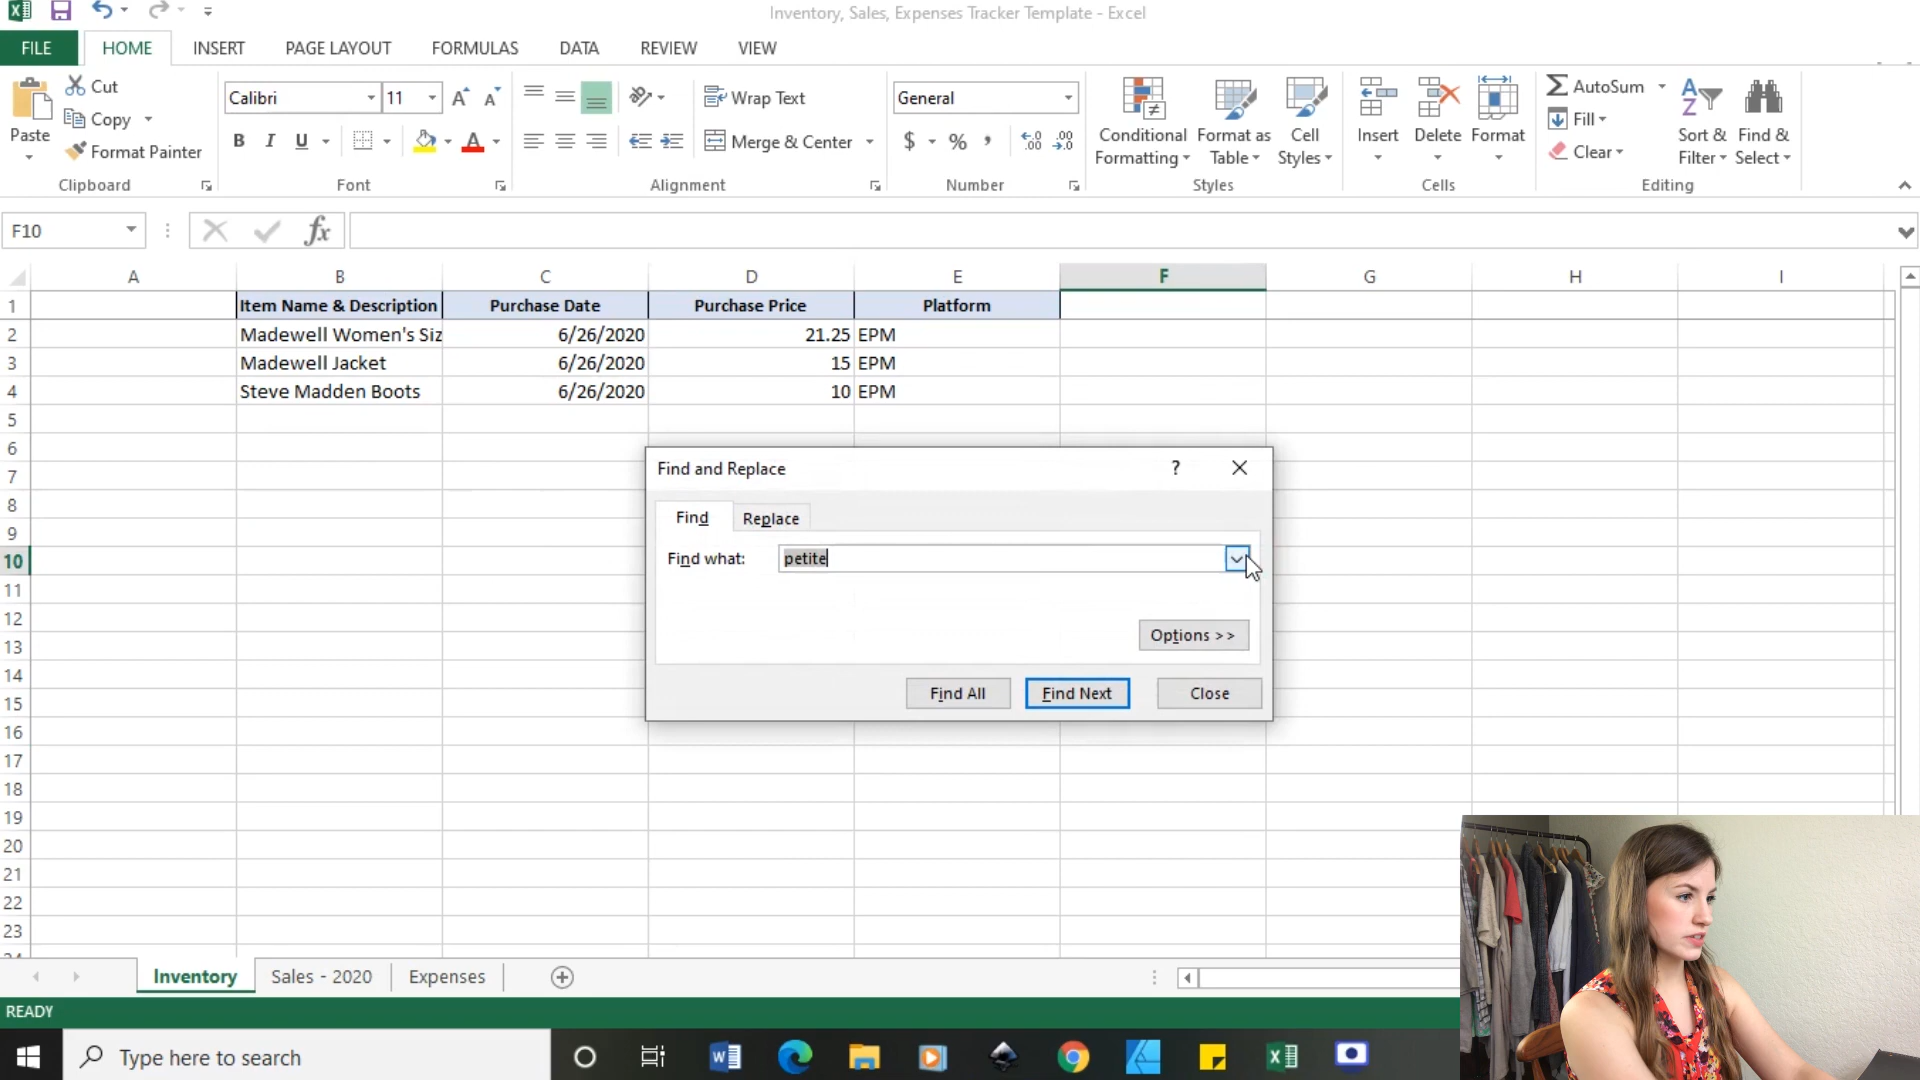 Inventory, Sales, Expenses Tracker Template - Excel
FILE HOME INSERT PAGE LAYOUT FORMULAS DATA REVIEW VIEW
Paste
Cut
Copy
Format Painter
Clipboard
Calibri 11
B I U
A
Font
Wrap Text
Merge & Center
Alignment
General
$ % ,
Number
Conditional Formatting
Format as Table
Cell Styles
Styles
Insert Delete Format
Cells
AutoSum
Fill
Clear
Sort & Filter
Find & Select
Editing
F10 fx
A B C D E F G H I
1 Item Name & Description Purchase Date Purchase Price Platform
2 Madewell Women's Siz 6/26/2020 21.25 EPM
3 Madewell Jacket 6/26/2020 15 EPM
4 Steve Madden Boots 6/26/2020 10 EPM
5
6
7
8
9
10
11
12
13
14
15
16
17
18
19
20
21
22
23
Find and Replace ?
Find Replace
Find what: petite
Options >>
Find All Find Next Close
Inventory Sales - 2020 Expenses
READY
Type here to search